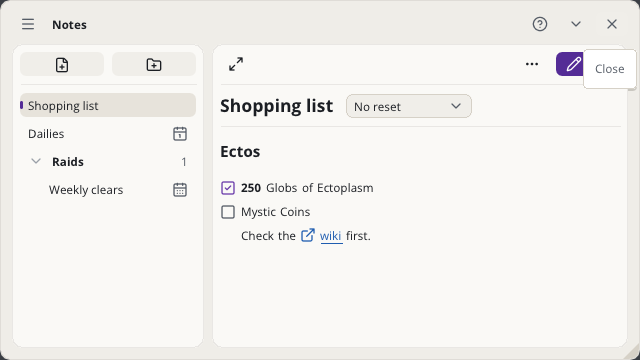 Notes
Close
Shopping list
Dailies
Raids 1
Weekly clears
Shopping list No reset
Ectos
250 Globs of Ectoplasm
Mystic Coins
Check the wiki first.